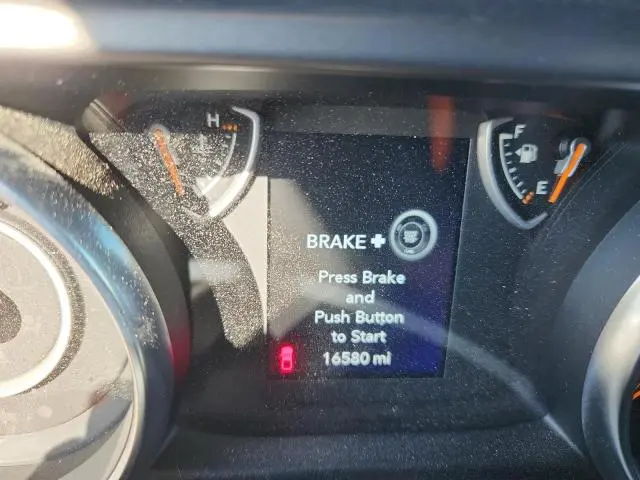 H
F
E
BRAKE +
Press Brake
and
Push Button
to Start
16580 mi